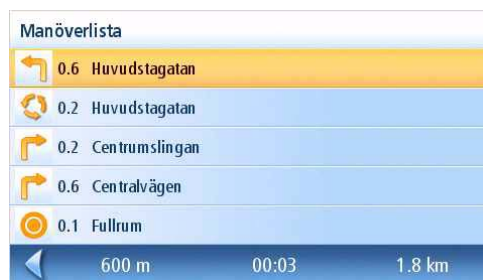 Manöverlista
0.6 Huvudstagatan
0.2 Huvudstagatan
0.2 Centrumslingan
0.6 Centralvägen
0.1 Fullrum
600 m 00:03 1.8 km